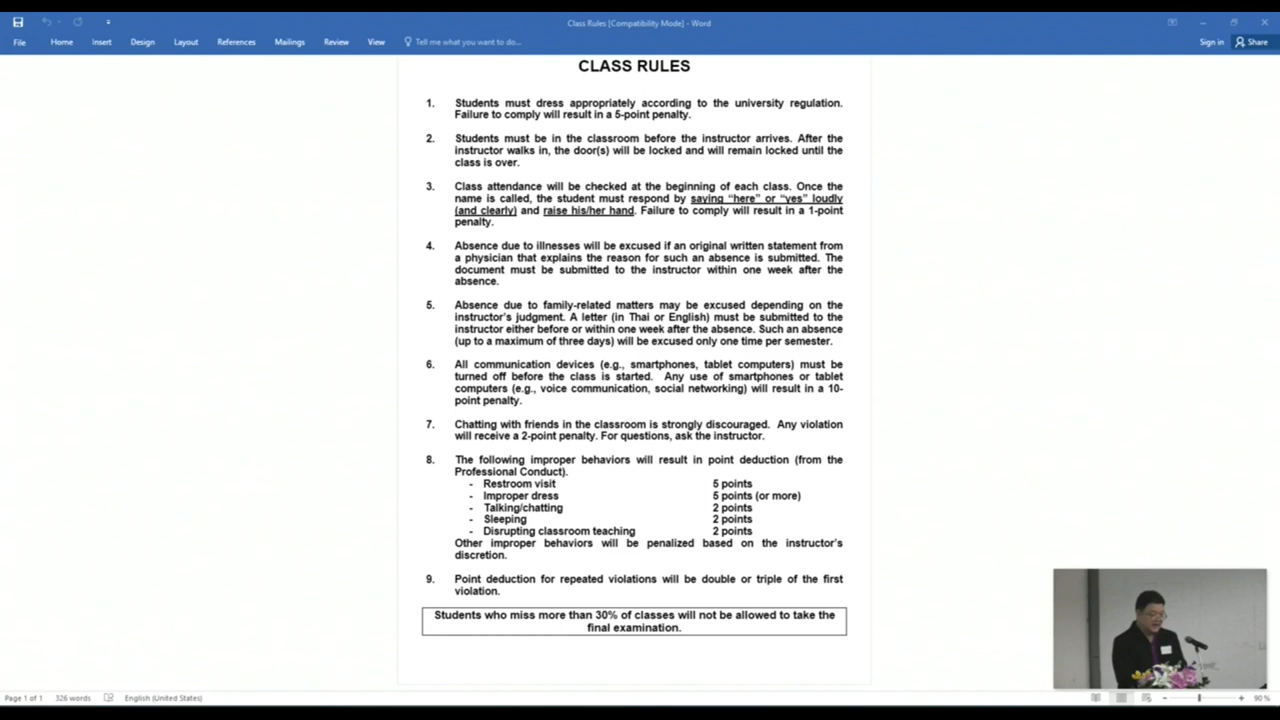 Class Rules [Compatibility Mode] - Word
File Home Insert Design Layout References Mailings Review View Tell me what you want to do... Sign in Share
CLASS RULES
1. Students must dress appropriately according to the university regulation.
Failure to comply will result in a 5-point penalty.
2. Students must be in the classroom before the instructor arrives. After the
instructor walks in, the door(s) will be locked and will remain locked until the
class is over.
3. Class attendance will be checked at the beginning of each class. Once the
name is called, the student must respond by saying “here” or “yes” loudly
(and clearly) and raise his/her hand. Failure to comply will result in a 1-point
penalty.
4. Absence due to illnesses will be excused if an original written statement from
a physician that explains the reason for such an absence is submitted. The
document must be submitted to the instructor within one week after the
absence.
5. Absence due to family-related matters may be excused depending on the
instructor’s judgment. A letter (in Thai or English) must be submitted to the
instructor either before or within one week after the absence. Such an absence
(up to a maximum of three days) will be excused only one time per semester.
6. All communication devices (e.g., smartphones, tablet computers) must be
turned off before the class is started. Any use of smartphones or tablet
computers (e.g., voice communication, social networking) will result in a 10-
point penalty.
7. Chatting with friends in the classroom is strongly discouraged. Any violation
will receive a 2-point penalty. For questions, ask the instructor.
8. The following improper behaviors will result in point deduction (from the
Professional Conduct).
- Restroom visit 5 points
- Improper dress 5 points (or more)
- Talking/chatting 2 points
- Sleeping 2 points
- Disrupting classroom teaching 2 points
Other improper behaviors will be penalized based on the instructor’s
discretion.
9. Point deduction for repeated violations will be double or triple of the first
violation.
Students who miss more than 30% of classes will not be allowed to take the
final examination.
Page 1 of 1 326 words English (United States) 90 %